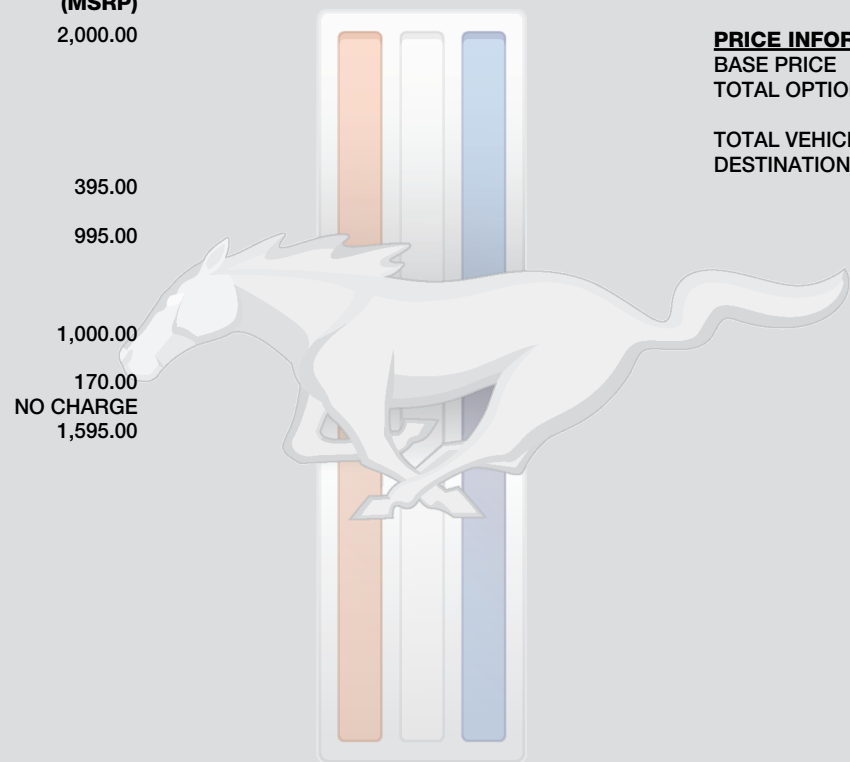 (MSRP)
2,000.00
395.00
995.00
1,000.00
170.00
NO CHARGE
1,595.00
PRICE INFOR
BASE PRICE
TOTAL OPTIO
TOTAL VEHIC
DESTINATION